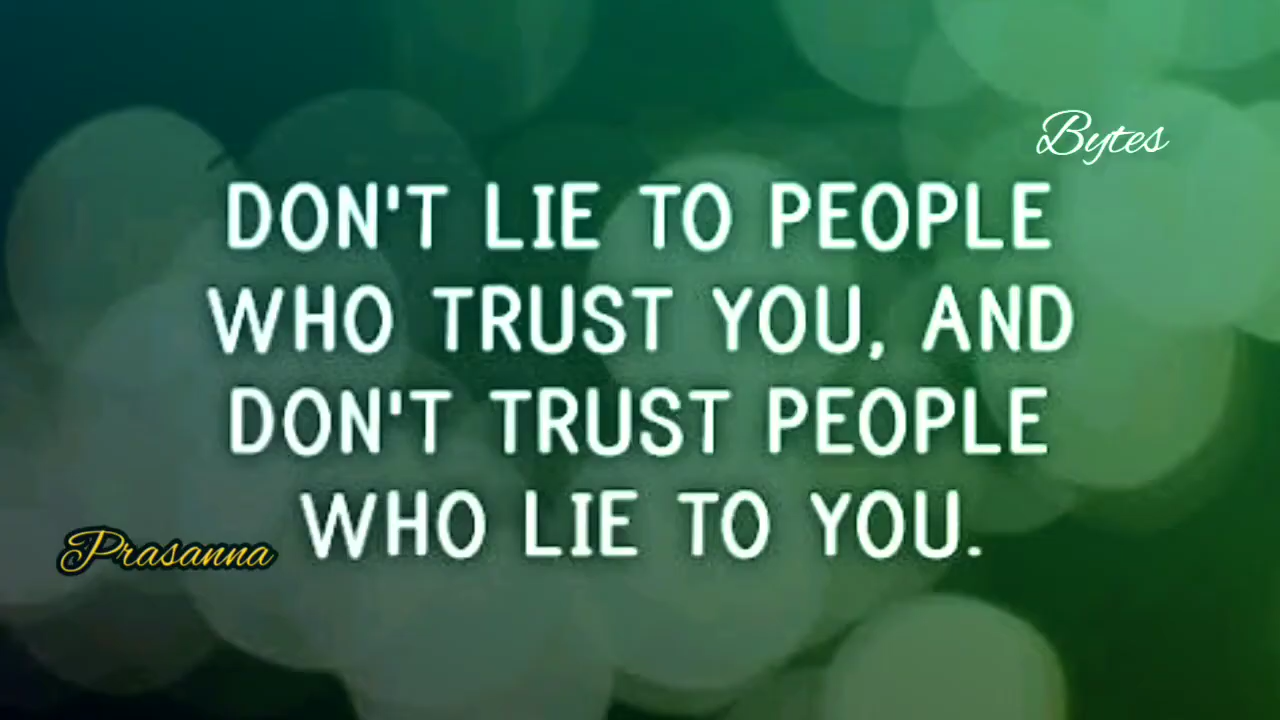 Bytes
DON'T LIE TO PEOPLE
WHO TRUST YOU, AND
DON'T TRUST PEOPLE
WHO LIE TO YOU.
Prasanna